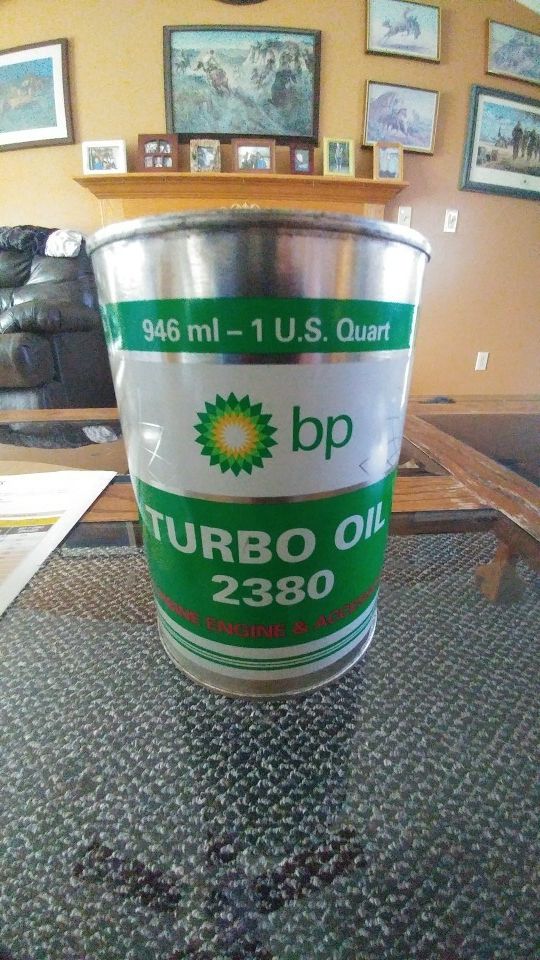 946 ml – 1 U.S. Quart
bp
TURBO OIL
2380
ENGINE &